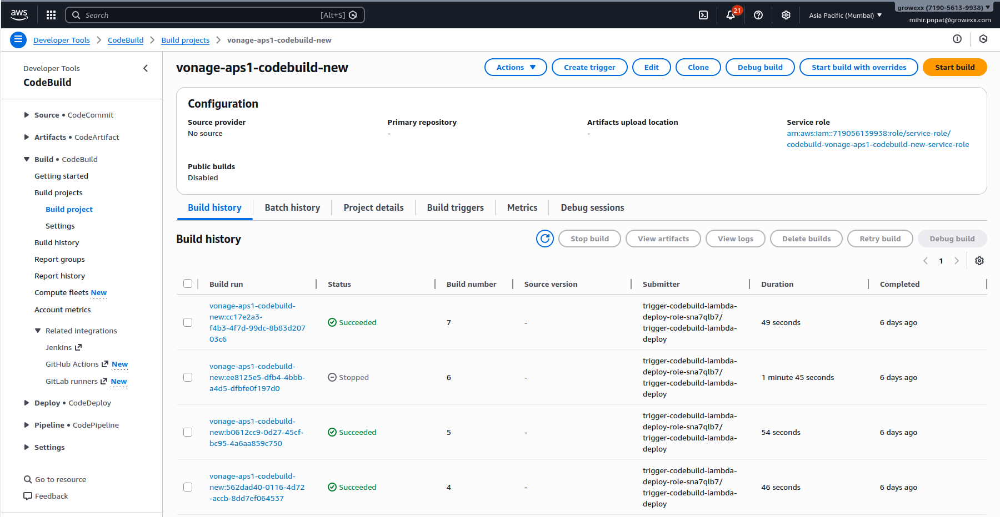 aws
Search [Alt+S]
21
Asia Pacific (Mumbai)
growexx (7190-5613-9938)
mihir.popat@growexx.com
Developer Tools CodeBuild Build projects vonage-aps1-codebuild-new
Developer Tools
CodeBuild
Source • CodeCommit
Artifacts • CodeArtifact
Build • CodeBuild
Getting started
Build projects
Build project
Settings
Build history
Report groups
Report history
Compute fleets New
Account metrics
Related integrations
Jenkins
GitHub Actions New
GitLab runners New
Deploy • CodeDeploy
Pipeline • CodePipeline
Settings
Go to resource
Feedback
vonage-aps1-codebuild-new
Actions Create trigger Edit Clone Debug build Start build with overrides Start build
Configuration
Source provider
No source
Primary repository
-
Artifacts upload location
-
Service role
arn:aws:iam::719056139938:role/service-role/
codebuild-vonage-aps1-codebuild-new-service-role
Public builds
Disabled
Build history Batch history Project details Build triggers Metrics Debug sessions
Build history
Stop build View artifacts View logs Delete builds Retry build Debug build
1
Build run Status Build number Source version Submitter Duration Completed
vonage-aps1-codebuild-
new:cc17e2a3-
f4b3-4f7d-99dc-8b83d207
03c6
Succeeded
7
-
trigger-codebuild-lambda-
deploy-role-sna7qlb7/
trigger-codebuild-lambda-
deploy
49 seconds
6 days ago
vonage-aps1-codebuild-
new:ee8125e5-dfb4-4bbb-
a4d5-dfbfe0f197d0
Stopped
6
-
trigger-codebuild-lambda-
deploy-role-sna7qlb7/
trigger-codebuild-lambda-
deploy
1 minute 45 seconds
6 days ago
vonage-aps1-codebuild-
new:b0612cc9-0d27-45cf-
bc95-4a6aa859c750
Succeeded
5
-
trigger-codebuild-lambda-
deploy-role-sna7qlb7/
trigger-codebuild-lambda-
deploy
54 seconds
6 days ago
vonage-aps1-codebuild-
new:562dad40-0116-4d72
-accb-8dd7ef064537
Succeeded
4
-
trigger-codebuild-lambda-
deploy-role-sna7qlb7/
trigger-codebuild-lambda-
deploy
46 seconds
6 days ago